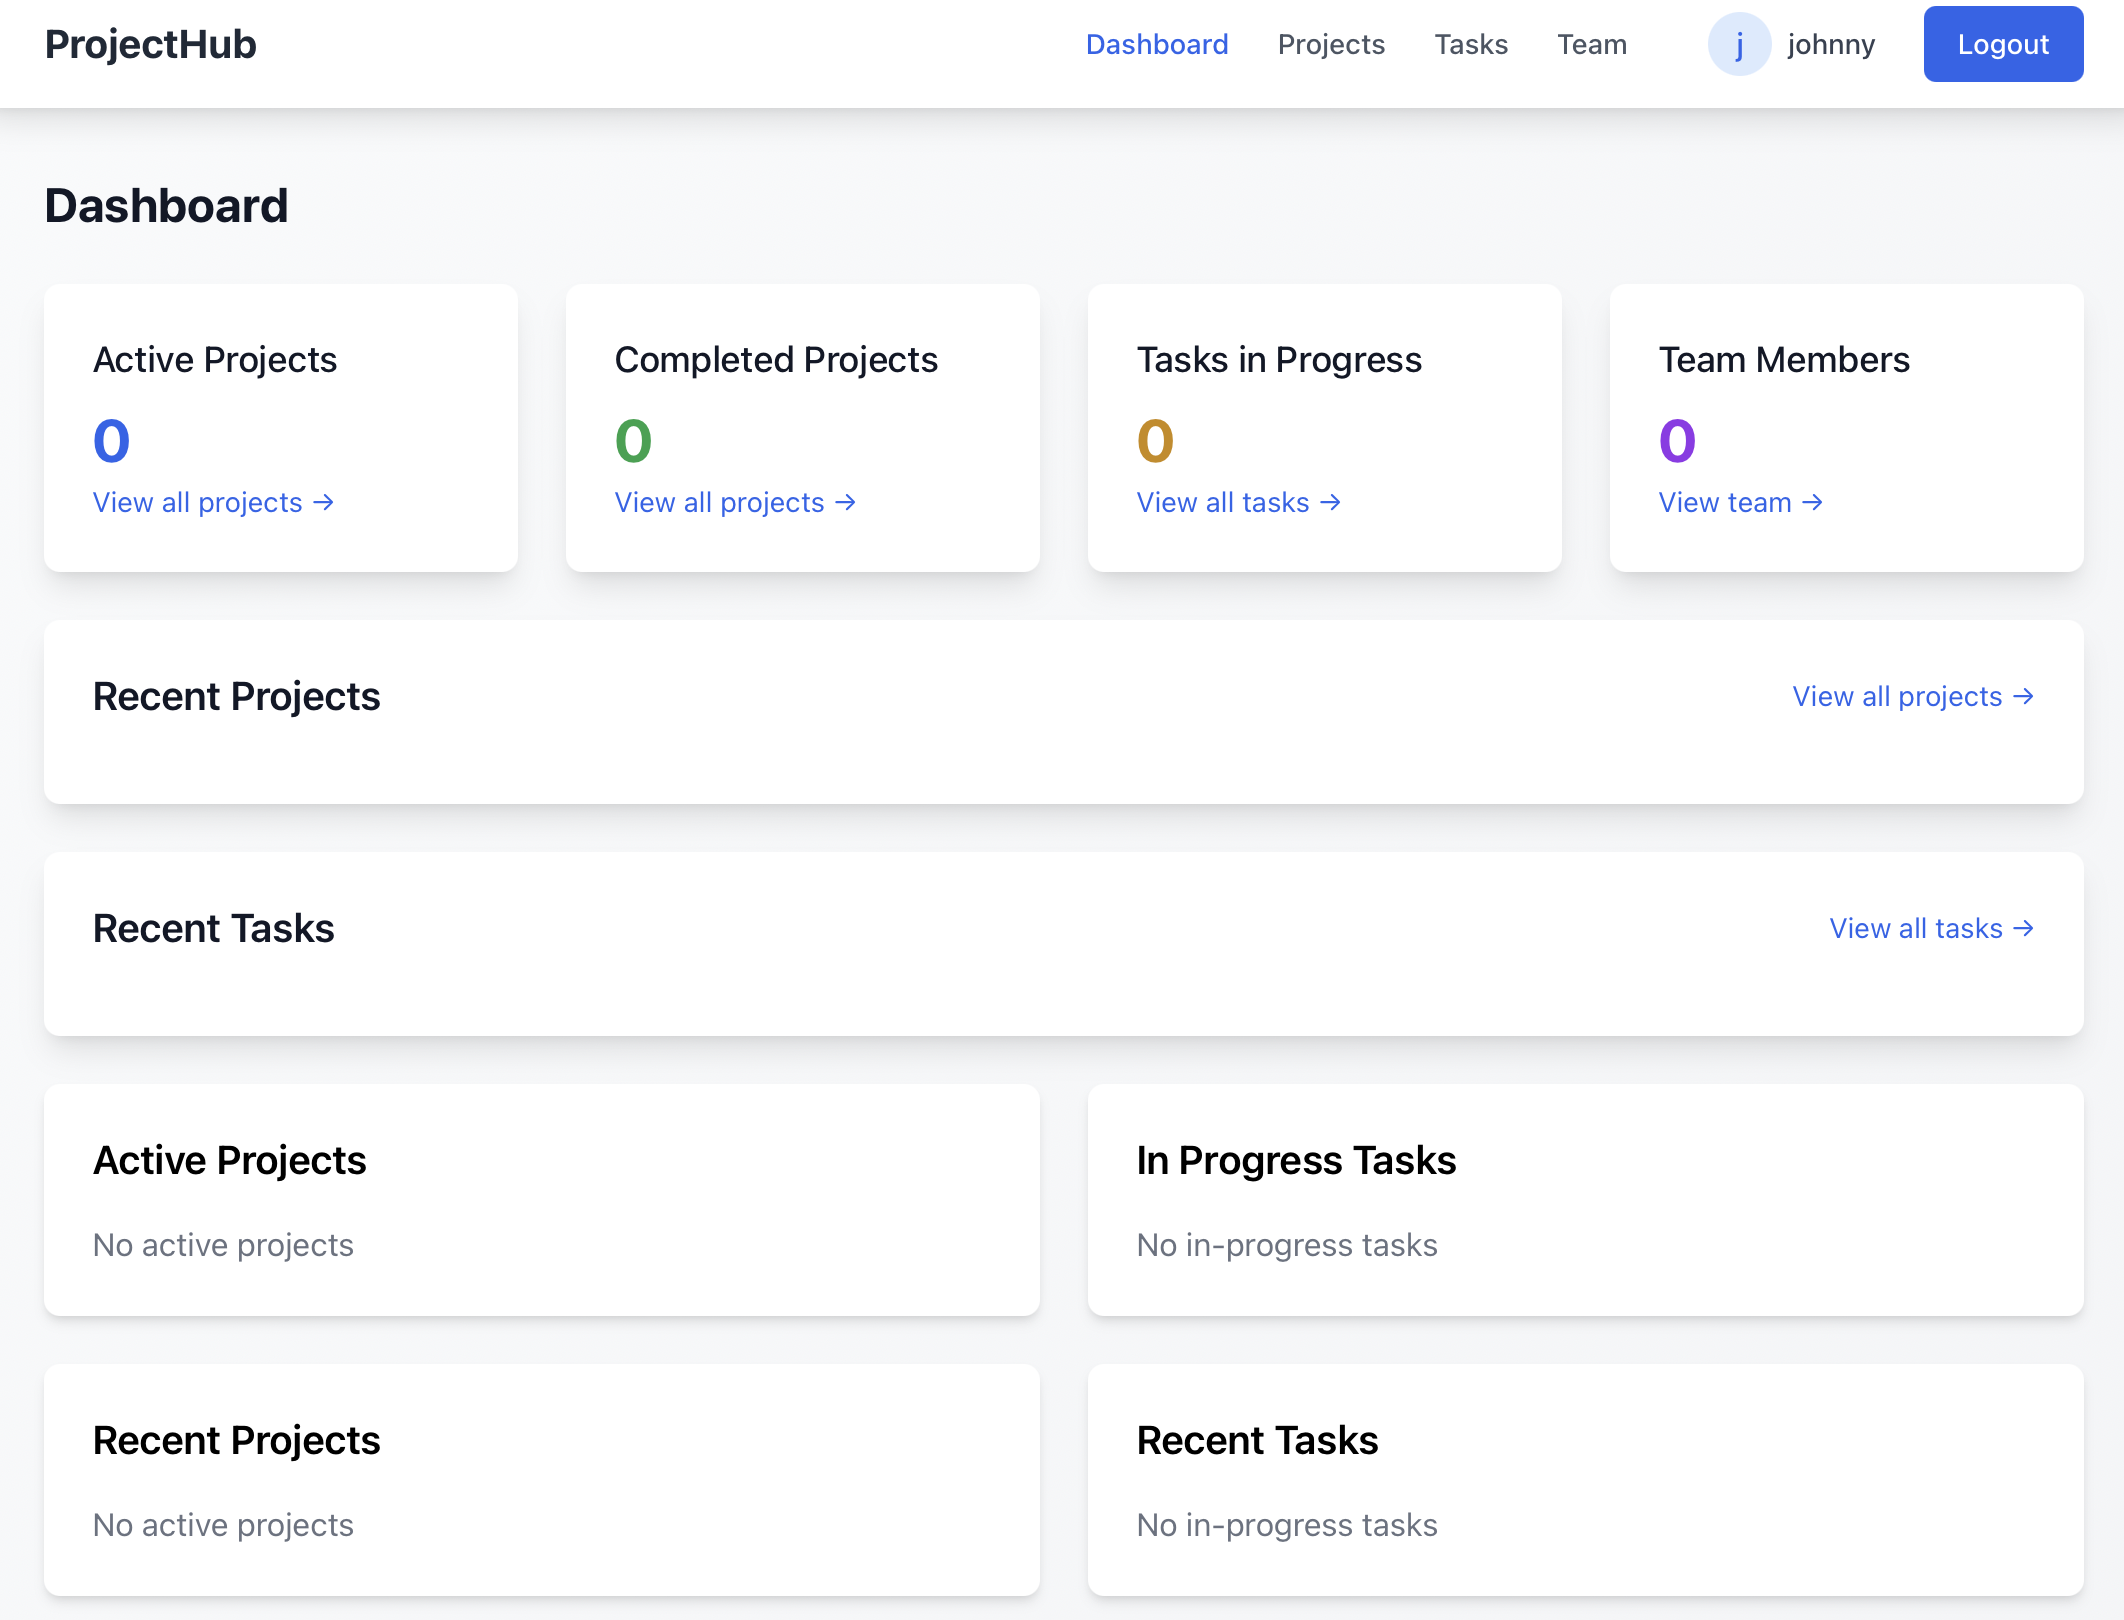 ProjectHub
Dashboard
Projects
Tasks
Team
j
johnny
Logout
Dashboard
Active Projects
0
View all projects →
Completed Projects
0
View all projects →
Tasks in Progress
0
View all tasks →
Team Members
0
View team →
Recent Projects
View all projects →
Recent Tasks
View all tasks →
Active Projects
No active projects
In Progress Tasks
No in-progress tasks
Recent Projects
No active projects
Recent Tasks
No in-progress tasks